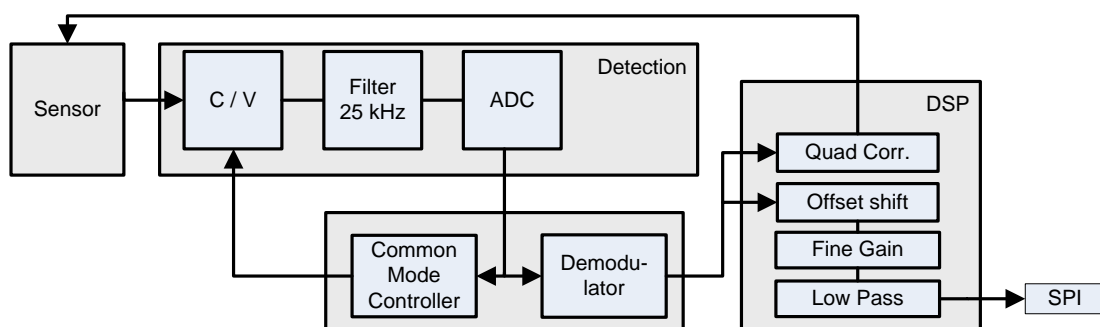 Sensor
C / V
Filter
25 kHz
ADC
Detection
DSP
Quad Corr.
Offset shift
Fine Gain
Low Pass
Common
Mode
Controller
Demodu-
lator
SPI